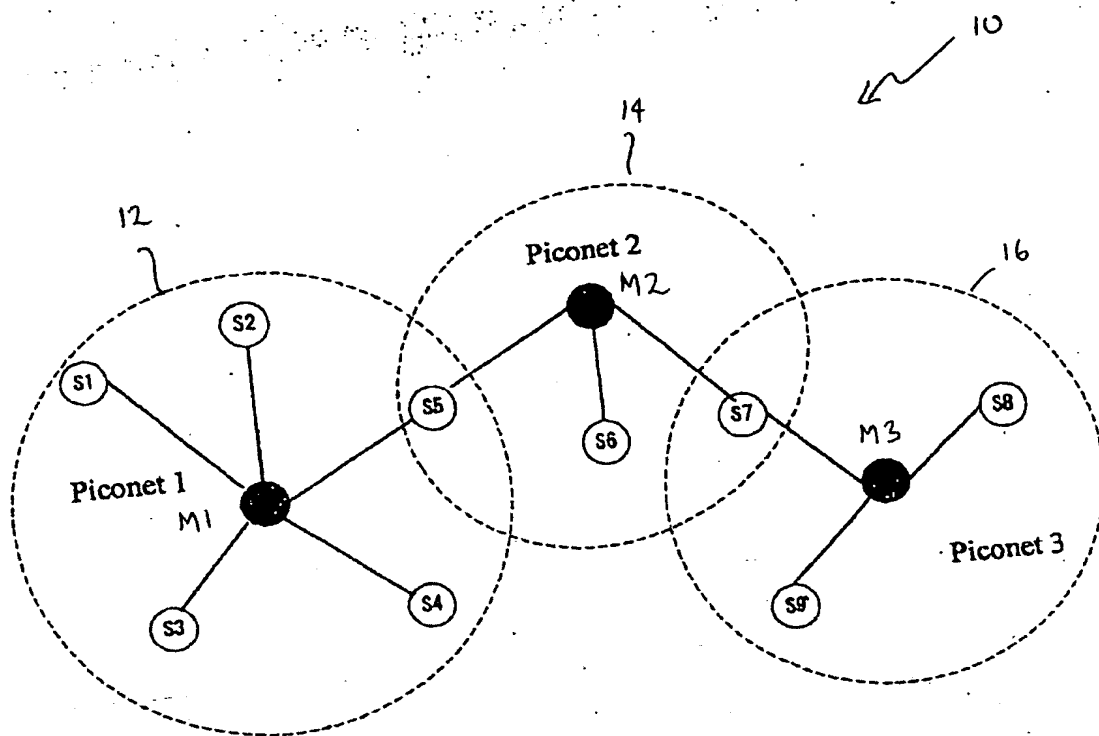 10
14
12
Piconet 2
M2
16
S2
S1
S5
S7
S8
S6
M3
Piconet 1
M1
Piconet 3
S4
S9
S3